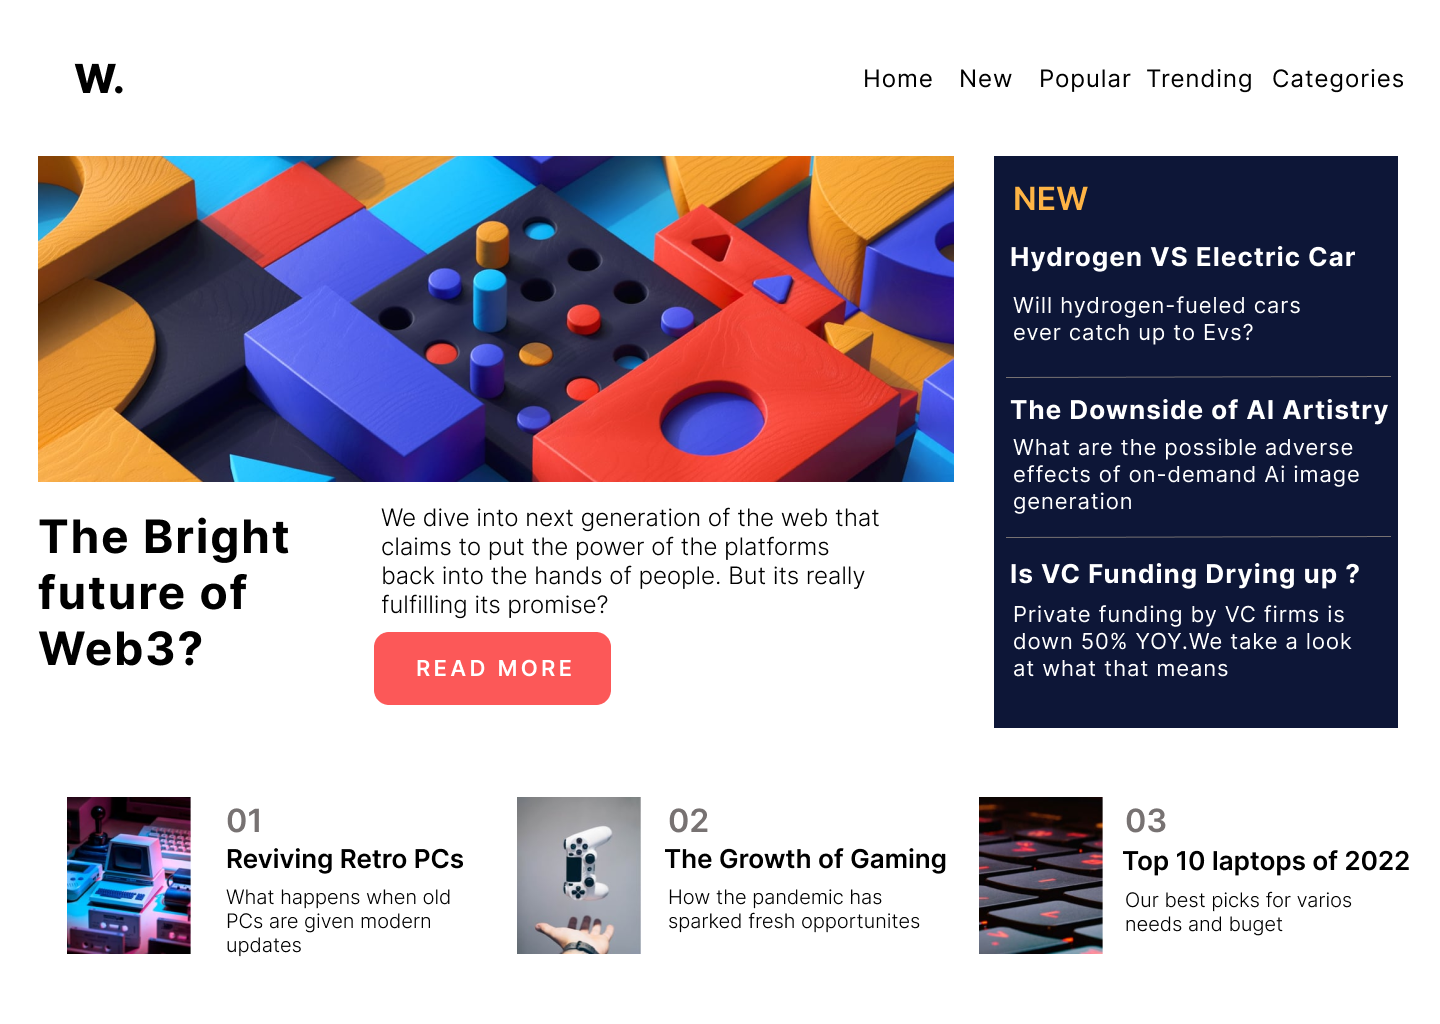 W.
Home New Popular Trending Categories
The Bright
future of
Web3?
We dive into next generation of the web that
claims to put the power of the platforms
back into the hands of people. But its really
fulfilling its promise?
READ MORE
NEW
Hydrogen VS Electric Car
Will hydrogen-fueled cars
ever catch up to Evs?
The Downside of AI Artistry
What are the possible adverse
effects of on-demand Ai image
generation
Is VC Funding Drying up ?
Private funding by VC firms is
down 50% YOY.We take a look
at what that means
01
Reviving Retro PCs
What happens when old
PCs are given modern
updates
02
The Growth of Gaming
How the pandemic has
sparked fresh opportunites
03
Top 10 laptops of 2022
Our best picks for varios
needs and buget